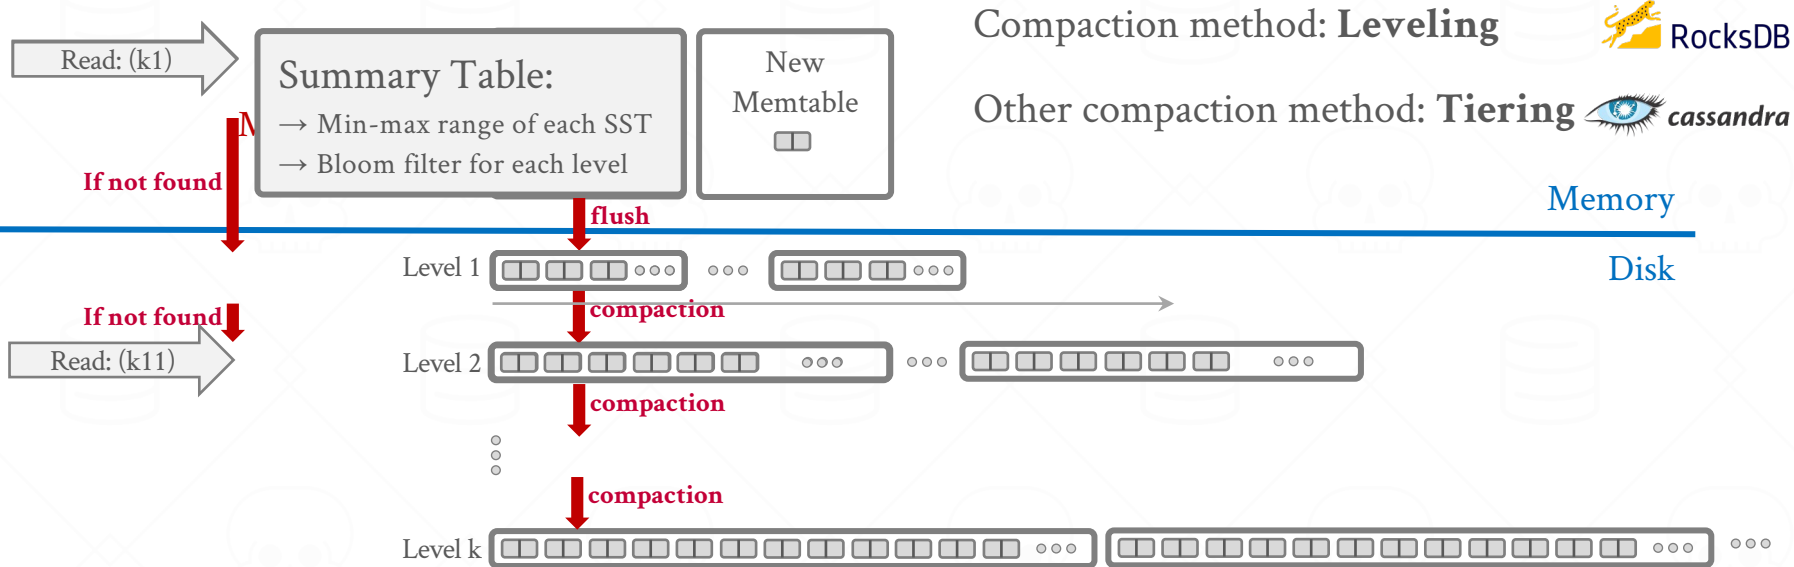 Compaction method: Leveling
RocksDB
Read: (k1)
Summary Table:
→ Min-max range of each SST
→ Bloom filter for each level
New
Memtable
Other compaction method: Tiering
cassandra
M
If not found
flush
Memory
Disk
Level 1
If not found
compaction
Read: (k11)
Level 2
compaction
compaction
Level k